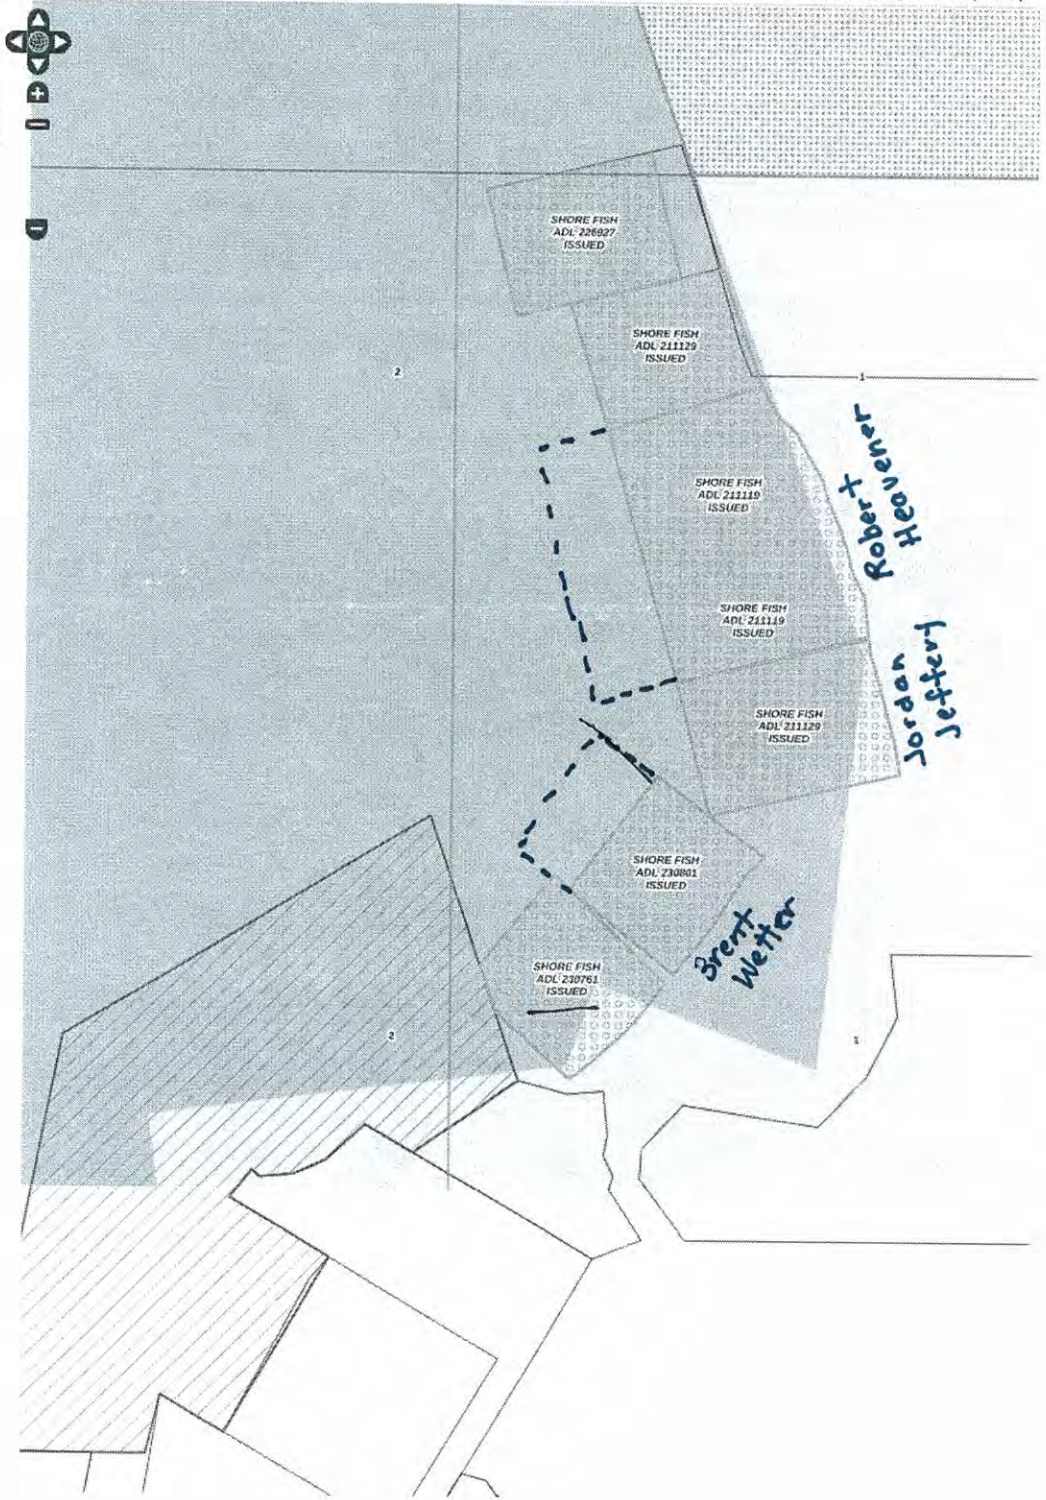 SHORE FISH
ADL 226927
ISSUED
SHORE FISH
ADL 211129
ISSUED
2
1
SHORE FISH
ADL 211119
ISSUED
Robert
Heavener
SHORE FISH
ADL 211119
ISSUED
Jordan
Jeffery
SHORE FISH
ADL 211129
ISSUED
SHORE FISH
ADL 230801
ISSUED
Brent
Wetter
SHORE FISH
ADL 230761
ISSUED
2
1